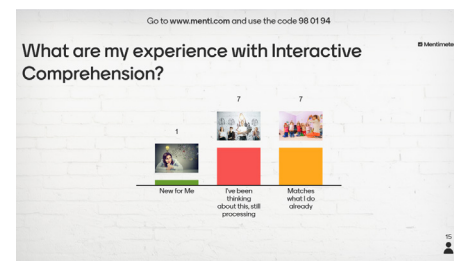 Go to www.menti.com and use the code 98 01 94
What are my experience with Interactive
Comprehension?
Mentimeter
1
7
7
New for Me
I've been
thinking
about this, still
processing
Matches
what I do
already
15